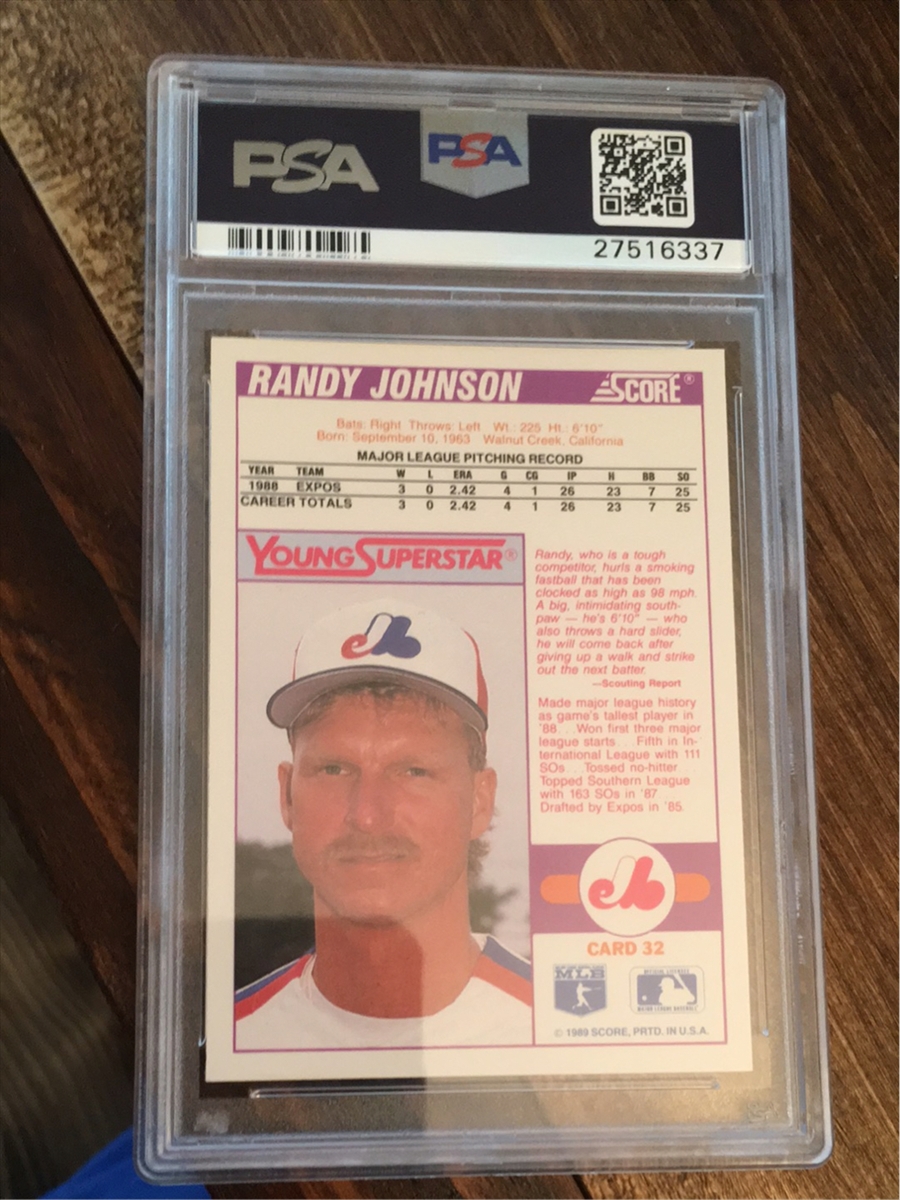 PSA
PSA
27516337
RANDY JOHNSON
SCORE®
Bats: Right Throws: Left Wt.: 225 Ht.: 6'10"
Born: September 10, 1963 Walnut Creek, California
MAJOR LEAGUE PITCHING RECORD
YEAR TEAM W L ERA G CG IP H BB SO
1988 EXPOS 3 0 2.42 4 1 26 23 7 25
CAREER TOTALS 3 0 2.42 4 1 26 23 7 25
YOUNG SUPERSTAR®
Randy, who is a tough
competitor, hurls a smoking
fastball that has been
clocked as high as 98 mph.
A big, intimidating south-
paw — he's 6'10" — who
also throws a hard slider,
he will come back after
giving up a walk and strike
out the next batter.
—Scouting Report
Made major league history
as game's tallest player in
'88 . . . Won first three major
league starts . . . Fifth in In-
ternational League with 111
SOs . . . Tossed no-hitter . . .
Topped Southern League
with 163 SOs in '87 . . .
Drafted by Expos in '85.
CARD 32
MLB
OFFICIAL LICENSEE
MAJOR LEAGUE BASEBALL
© 1989 SCORE, PRTD. IN U.S.A.